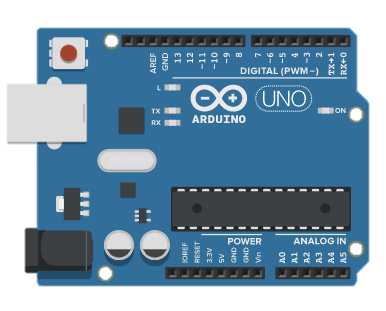 AREF
GND
13
12
~11
~10
~9
8
7
~6
~5
4
~3
2
TX→1
RX←0
DIGITAL (PWM~)
L
TX
RX
ARDUINO
UNO
ON
POWER
ANALOG IN
IOREF
RESET
3.3V
5V
GND
GND
Vin
A0
A1
A2
A3
A4
A5